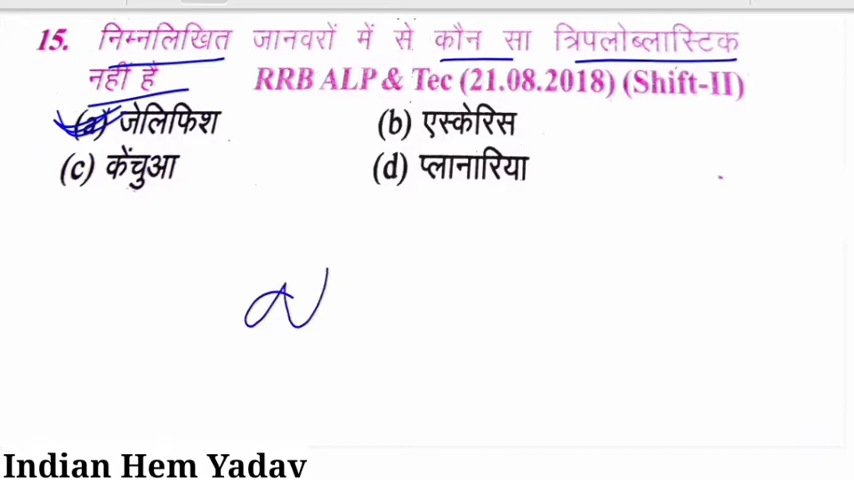 15. निम्नलिखित जानवरों में से कौन सा त्रिपलोब्लास्टिक
नहीं है RRB ALP & Tec (21.08.2018) (Shift-II)
(a) जेलिफिश (b) एस्केरिस
(c) केंचुआ (d) प्लानारिया
Indian Hem Yadav